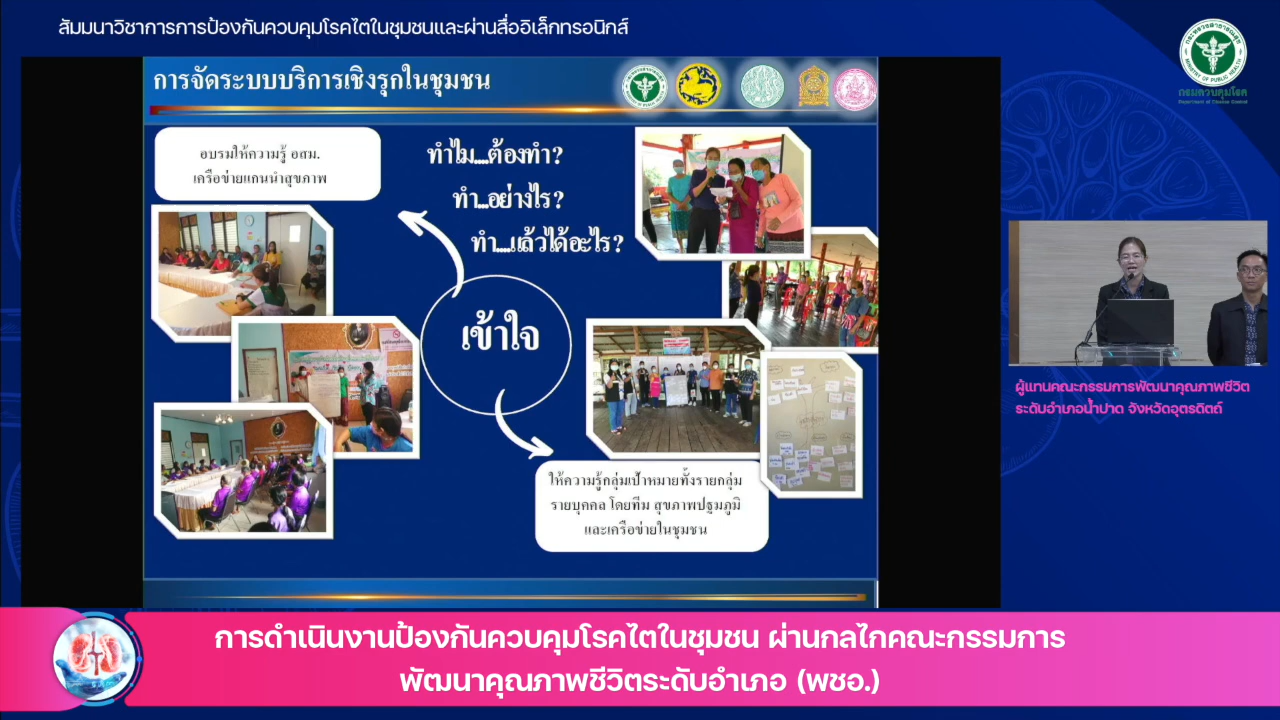 สัมมนาวิชาการการป้องกันควบคุมโรคไตในชุมชนและผ่านสื่ออิเล็กทรอนิกส์
การจัดระบบบริการเชิงรุกในชุมชน
กรมควบคุมโรค
Department of Disease Control
อบรมให้ความรู้ อสม.
เครือข่ายแกนนำสุขภาพ
ทำไม....ต้องทำ?
ทำ...อย่างไร?
ทำ....แล้วได้อะไร?
เข้าใจ
ให้ความรู้กลุ่มเป้าหมายทั้งรายกลุ่ม
รายบุคคล โดยทีม สุขภาพปฐมภูมิ
และเครือข่ายในชุมชน
ผู้แทนคณะกรรมการพัฒนาคุณภาพชีวิต
ระดับอำเภอน้ำปาด จังหวัดอุตรดิตถ์
การดำเนินงานป้องกันควบคุมโรคไตในชุมชน ผ่านกลไกคณะกรรมการ
พัฒนาคุณภาพชีวิตระดับอำเภอ (พชอ.)